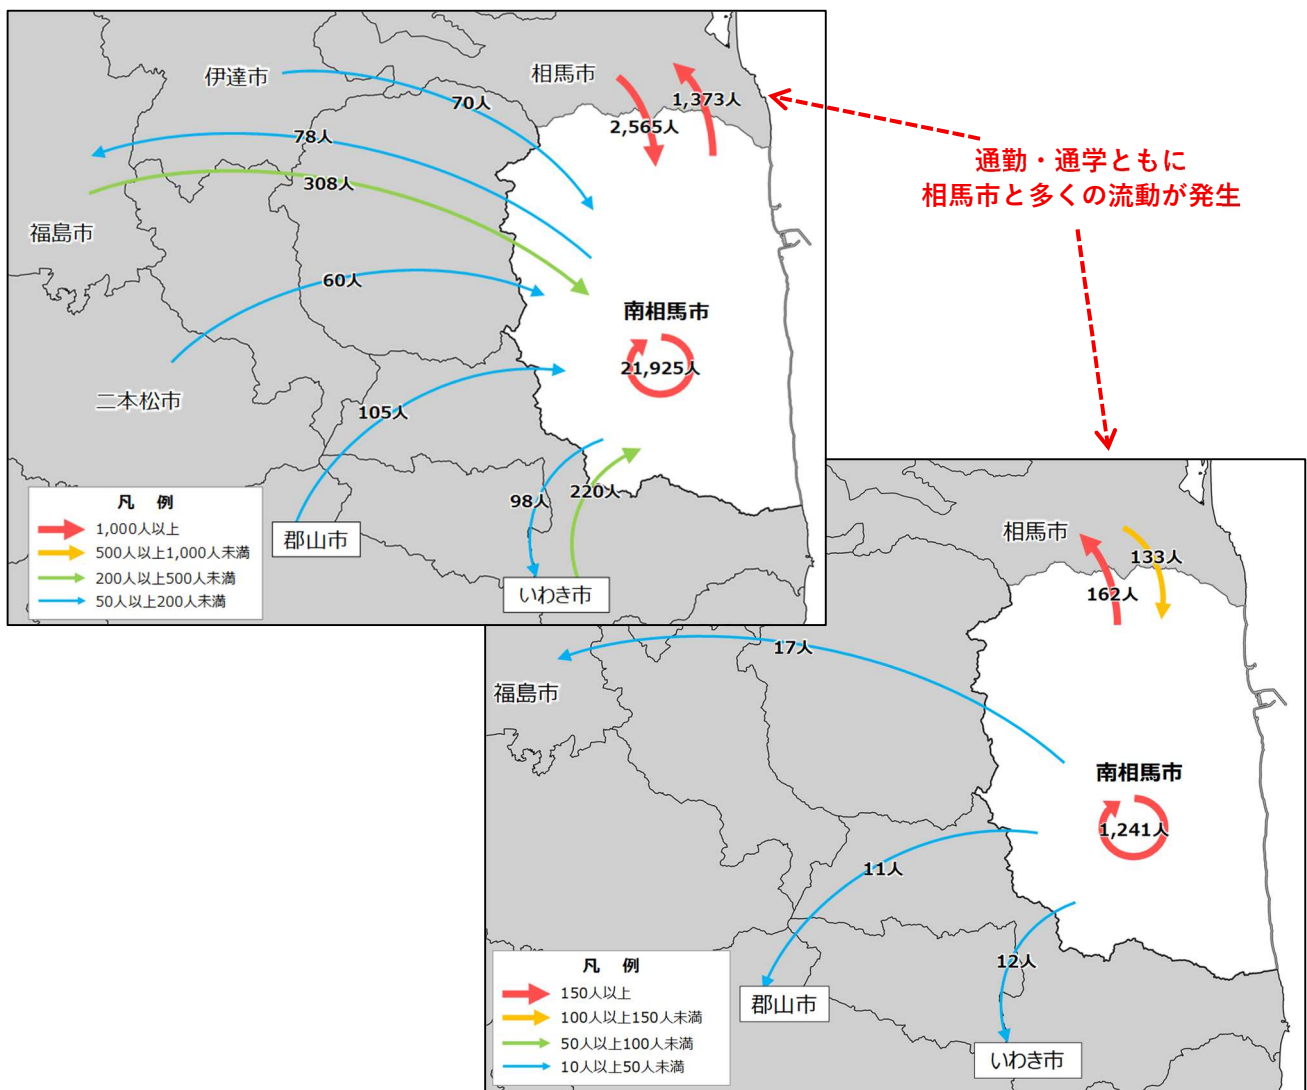 伊達市
相馬市
70人
1,373人
2,565人
78人
308人
福島市
60人
南相馬市
21,925人
二本松市
105人
98人
220人
郡山市
いわき市
凡 例
1,000人以上
500人以上1,000人未満
200人以上500人未満
50人以上200人未満
通勤・通学ともに
相馬市と多くの流動が発生
相馬市
133人
162人
17人
福島市
南相馬市
1,241人
11人
12人
郡山市
いわき市
凡 例
150人以上
100人以上150人未満
50人以上100人未満
10人以上50人未満